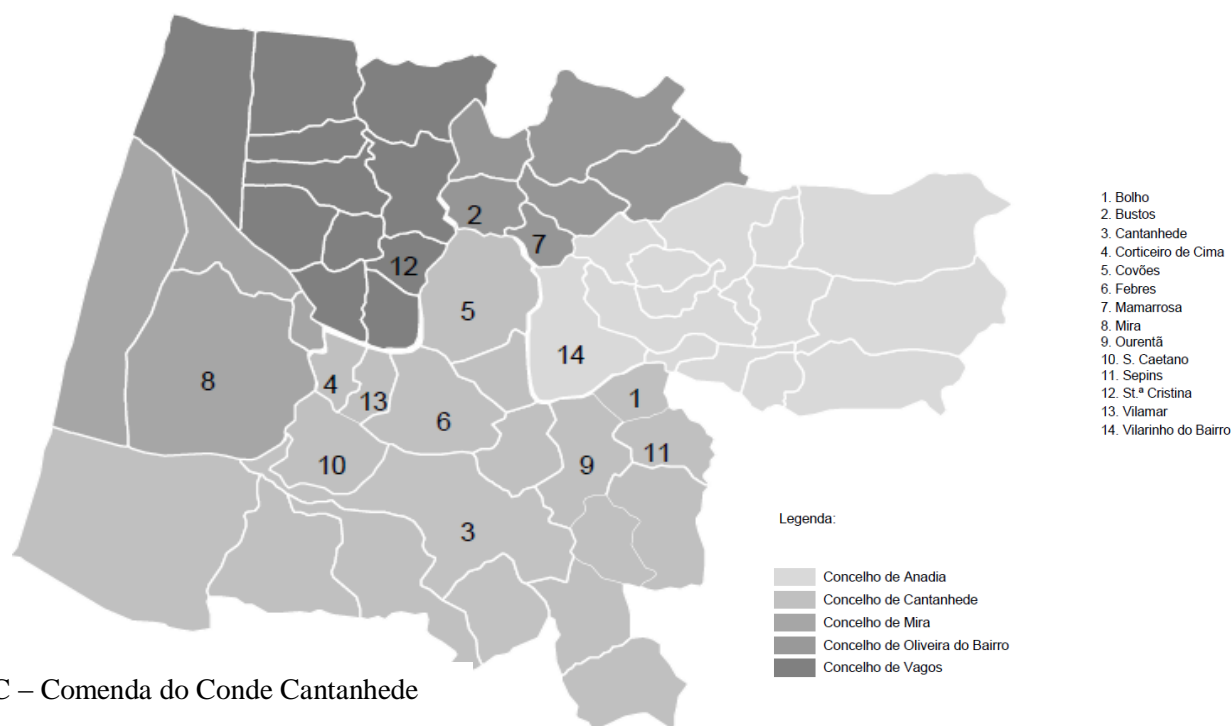 2
7
12
5
14
8
4
13
1
6
10
9
11
3
1. Bolho
2. Bustos
3. Cantanhede
4. Corticeiro de Cima
5. Covões
6. Febres
7. Mamarrosa
8. Mira
9. Ourentã
10. S. Caetano
11. Sepins
12. St.ª Cristina
13. Vilamar
14. Vilarinho do Bairro
Legenda:
Concelho de Anadia
Concelho de Cantanhede
Concelho de Mira
Concelho de Oliveira do Bairro
Concelho de Vagos
C – Comenda do Conde Cantanhede